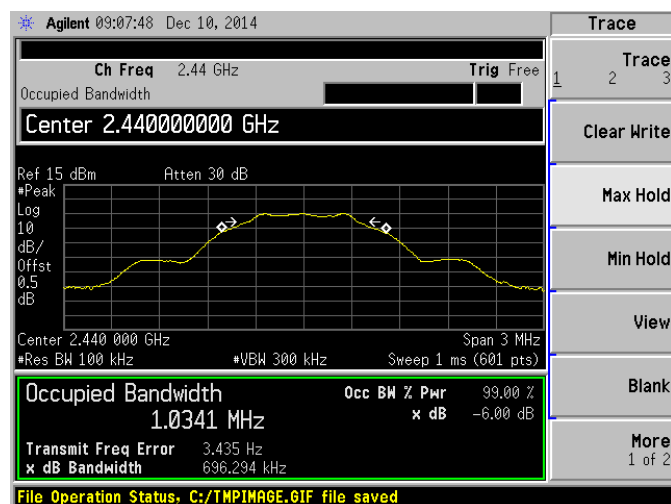 Agilent 09:07:48 Dec 10, 2014
Trace
Ch Freq 2.44 GHz Trig Free
Occupied Bandwidth
Center 2.440000000 GHz
Ref 15 dBm Atten 30 dB
#Peak
Log
10
dB/
Offst
0.5
dB
Center 2.440 000 GHz Span 3 MHz
#Res BW 100 kHz #VBW 300 kHz Sweep 1 ms (601 pts)
Occupied Bandwidth Occ BW % Pwr 99.00 %
1.0341 MHz x dB -6.00 dB
Transmit Freq Error 3.435 Hz
x dB Bandwidth 696.294 kHz
File Operation Status, C:/TMPIMAGE.GIF file saved
Trace
1 2 3
Clear Write
Max Hold
Min Hold
View
Blank
More
1 of 2